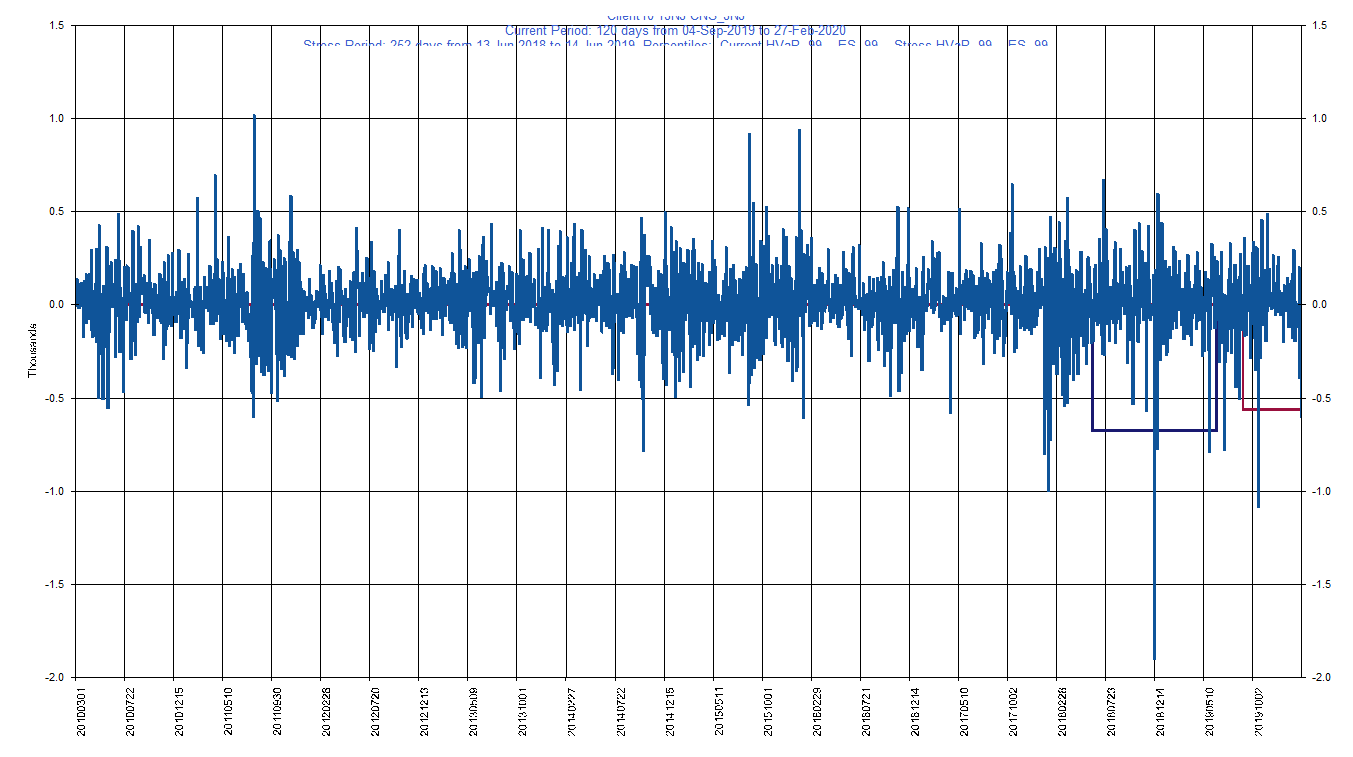 Client10 TSNJ-CNS_JNJ
Current Period: 120 days from 04-Sep-2019 to 27-Feb-2020
Stress Period: 252 days from 13-Jun-2018 to 14-Jun-2019 Percentiles: Current HVaR_99 ES_99 Stress HVaR_99 ES_99
1.5 1.5
1.0 1.0
0.5 0.5
0.0 0.0
-0.5 -0.5
-1.0 -1.0
-1.5 -1.5
-2.0 -2.0
Thousands
20100301 20100722 20101215 20110510 20110930 20120228 20120720 20121213 20130509 20131001 20140227 20140722 20141215 20150511 20151001 20160229 20160721 20161214 20170510 20171002 20180228 20180723 20181214 20190510 20191002